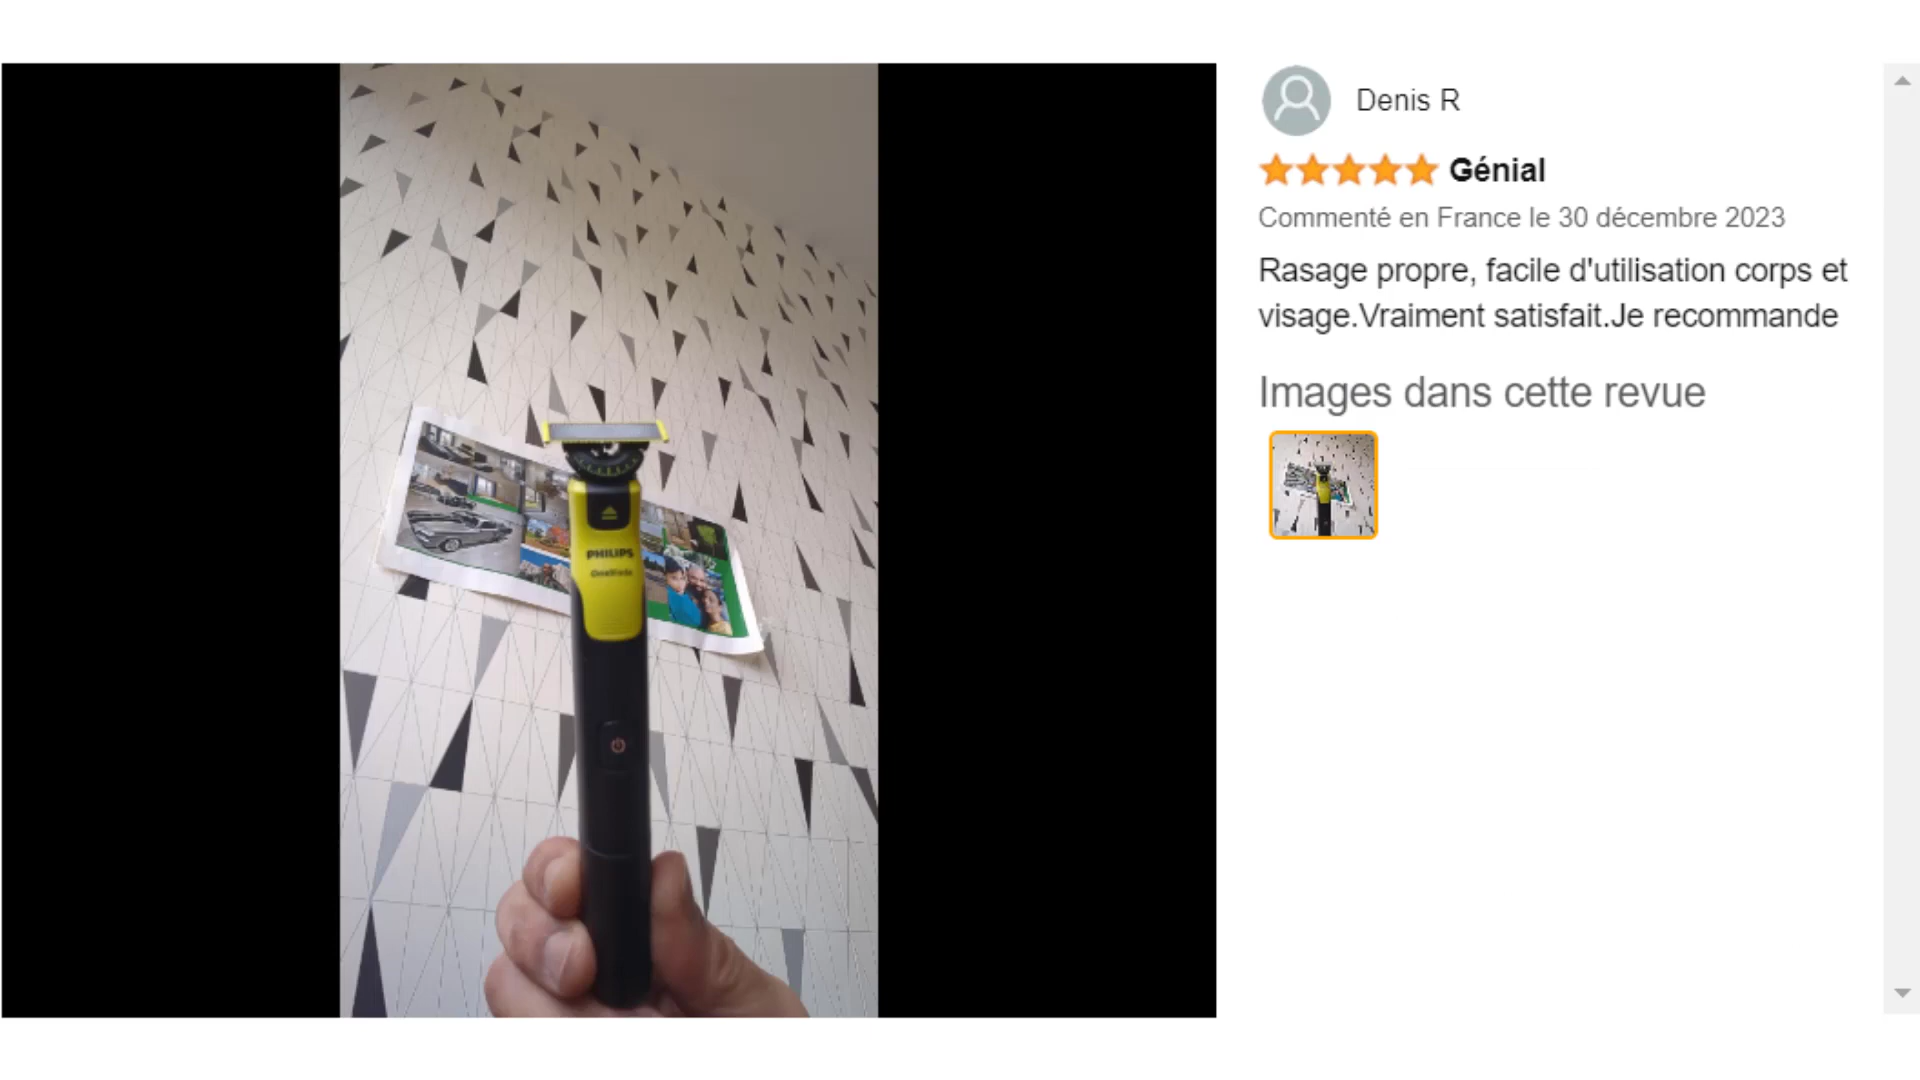 Denis R
Génial
Commenté en France le 30 décembre 2023
Rasage propre, facile d'utilisation corps et
visage.Vraiment satisfait.Je recommande
Images dans cette revue
PHILIPS
OneBlade